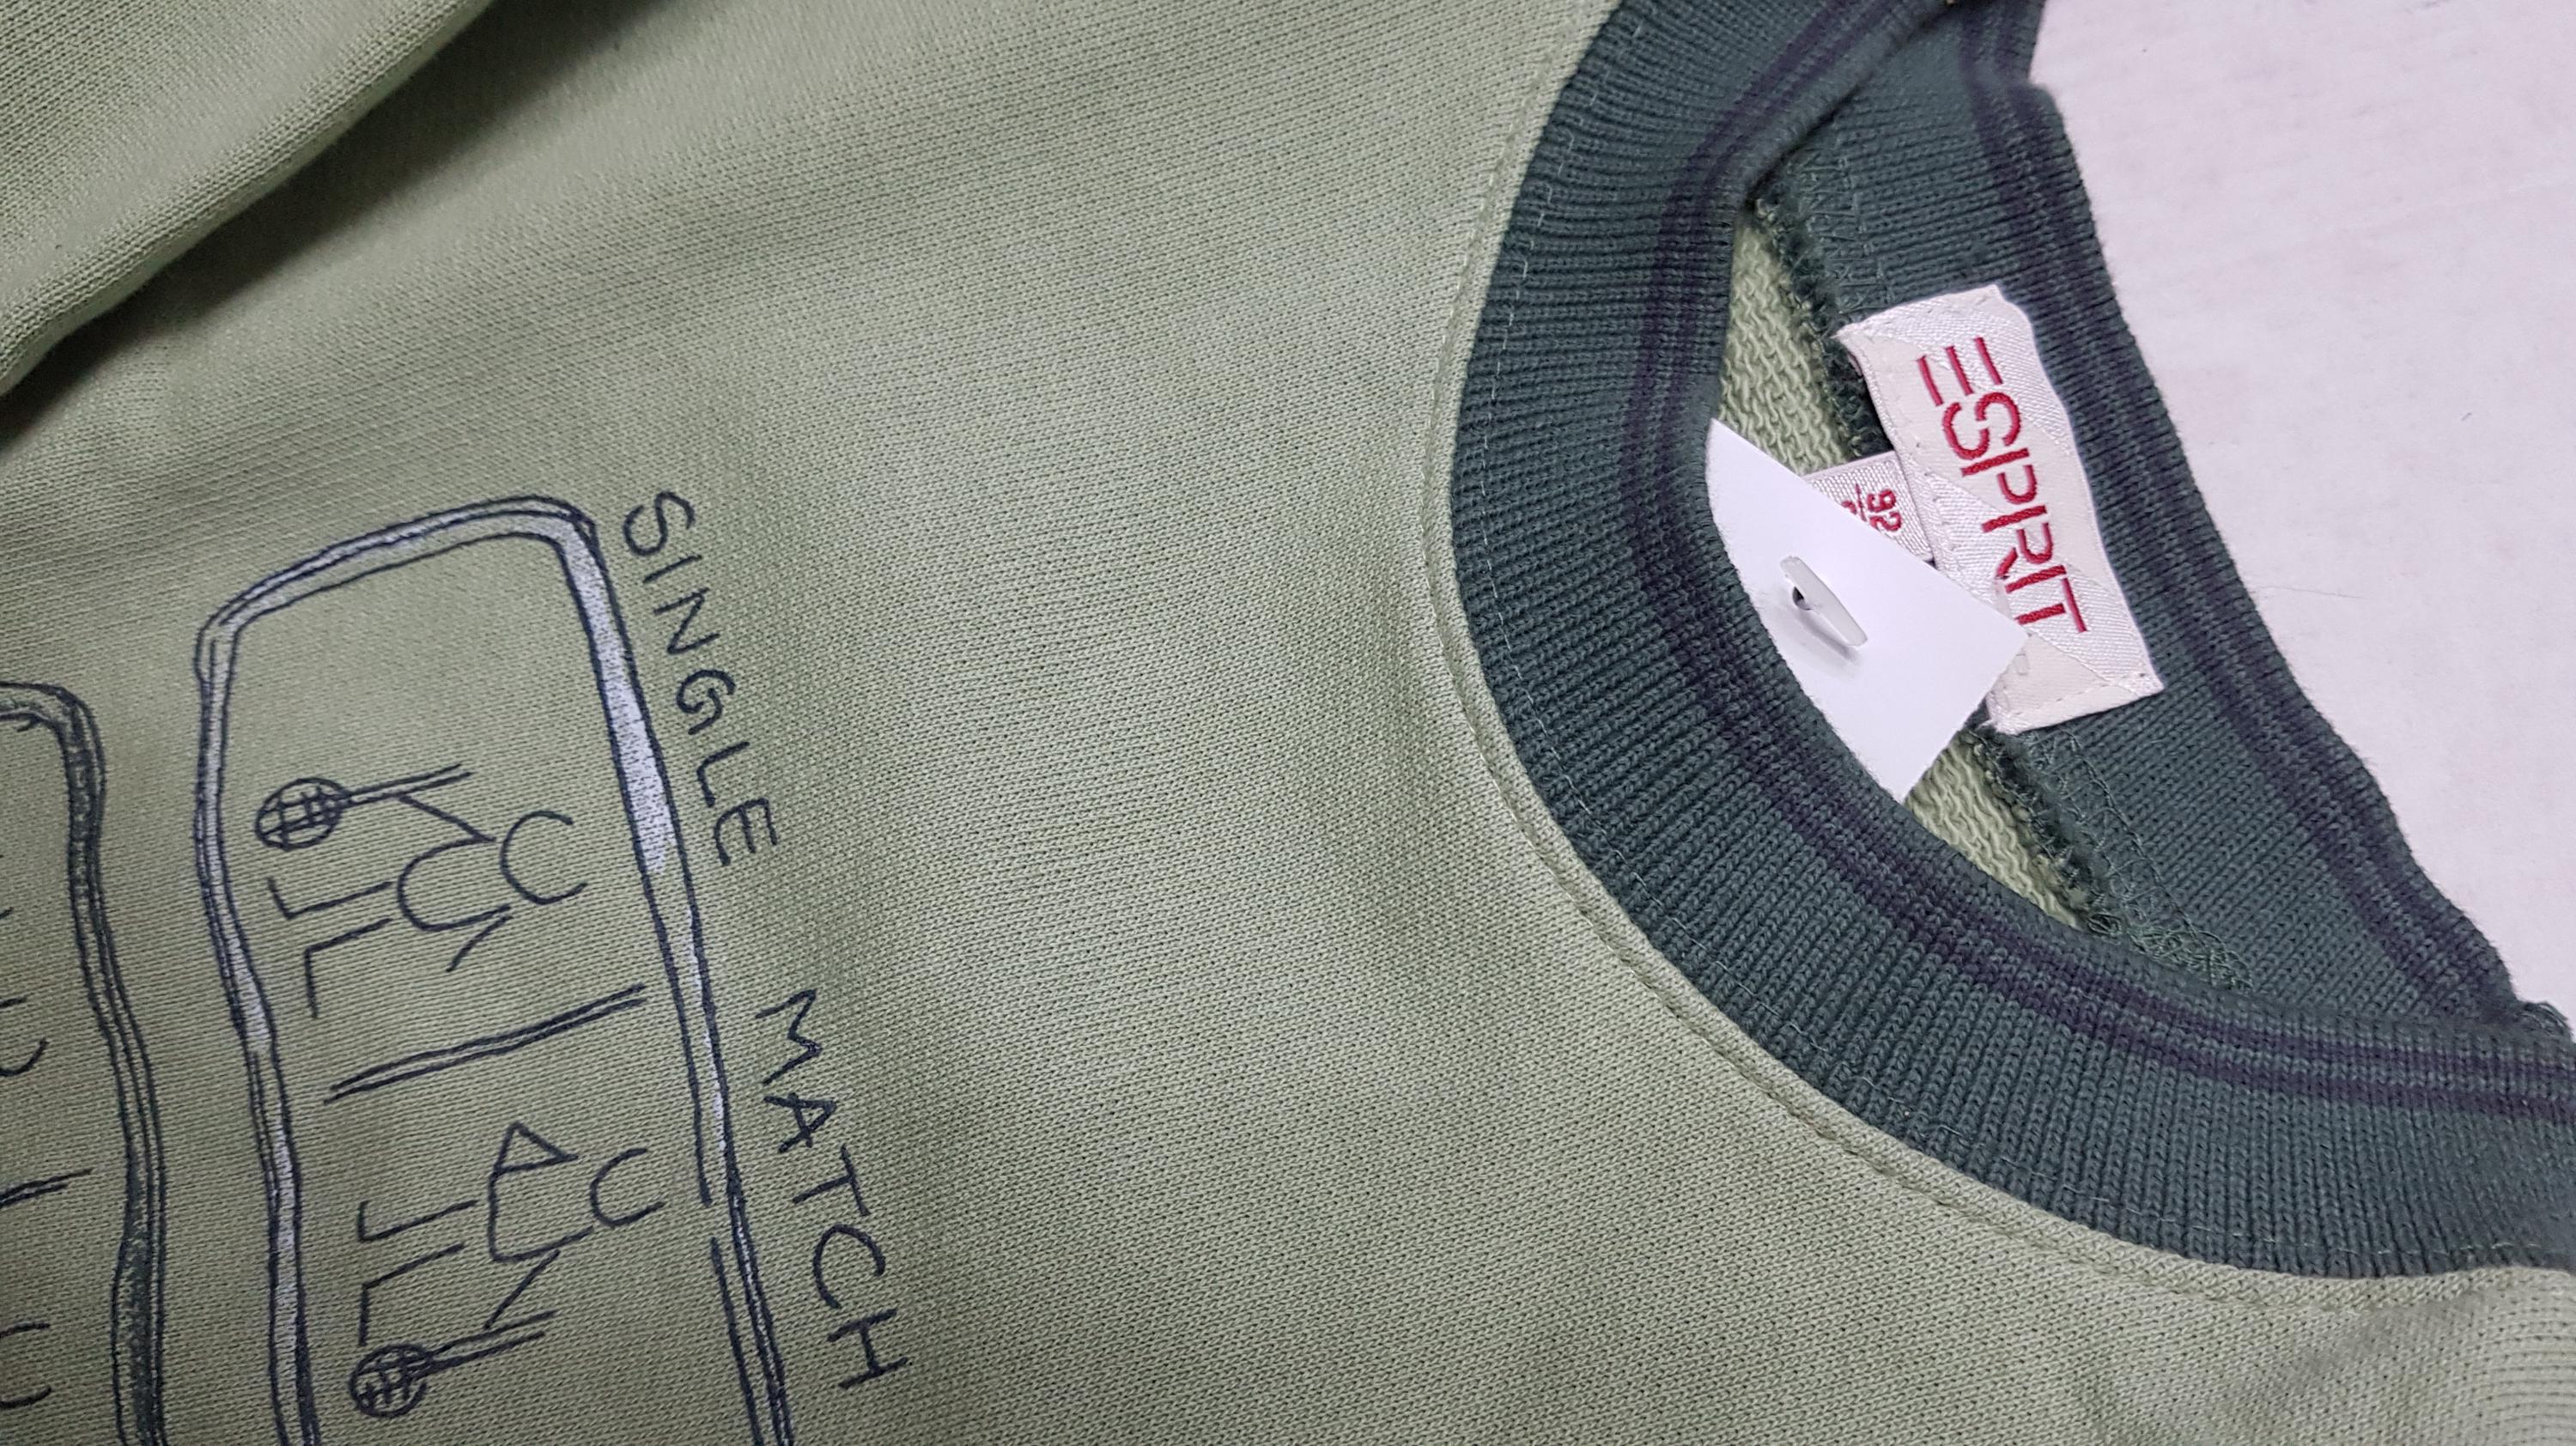 ESPRIT
92
SINGLE MATCH